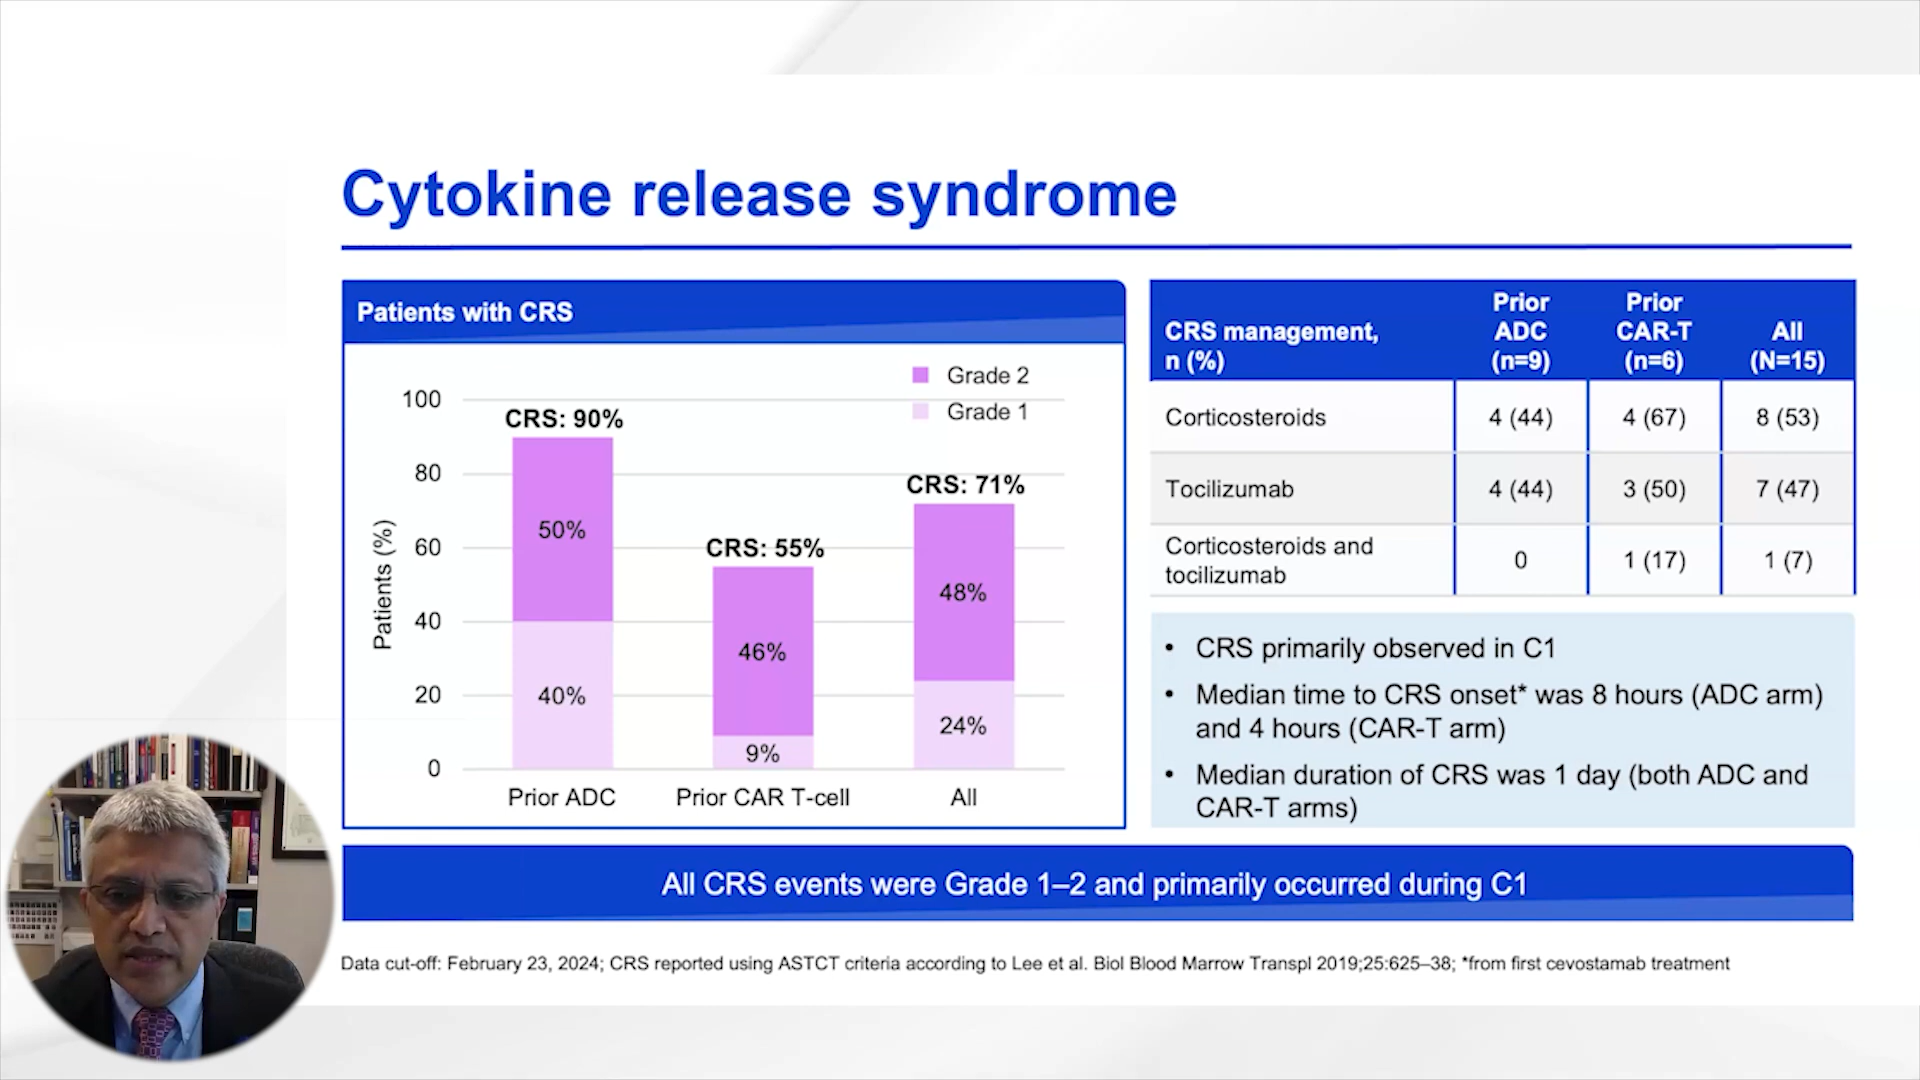 Cytokine release syndrome
Patients with CRS
Grade 2
Grade 1
Patients (%)
100
80
60
40
20
0
CRS: 90%
50%
40%
CRS: 55%
46%
9%
CRS: 71%
48%
24%
Prior ADC
Prior CAR T-cell
All
CRS management, n (%)
Prior ADC (n=9)
Prior CAR-T (n=6)
All (N=15)
Corticosteroids 4 (44) 4 (67) 8 (53)
Tocilizumab 4 (44) 3 (50) 7 (47)
Corticosteroids and tocilizumab 0 1 (17) 1 (7)
• CRS primarily observed in C1
• Median time to CRS onset* was 8 hours (ADC arm)
and 4 hours (CAR-T arm)
• Median duration of CRS was 1 day (both ADC and
CAR-T arms)
All CRS events were Grade 1–2 and primarily occurred during C1
Data cut-off: February 23, 2024; CRS reported using ASTCT criteria according to Lee et al. Biol Blood Marrow Transpl 2019;25:625–38; *from first cevostamab treatment